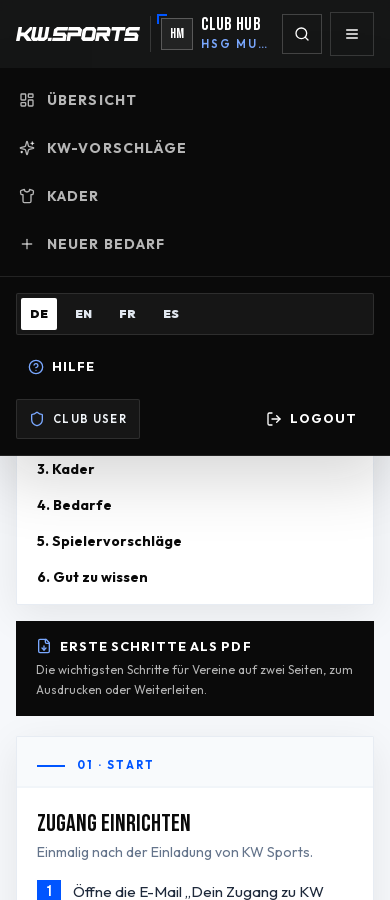 KW.SPORTS
HM
CLUB HUB
HSG MU...
ÜBERSICHT
KW-VORSCHLÄGE
KADER
NEUER BEDARF
DE EN FR ES
HILFE
CLUB USER
LOGOUT
3. Kader
4. Bedarfe
5. Spielervorschläge
6. Gut zu wissen
ERSTE SCHRITTE ALS PDF
Die wichtigsten Schritte für Vereine auf zwei Seiten, zum
Ausdrucken oder Weiterleiten.
01 · START
ZUGANG EINRICHTEN
Einmalig nach der Einladung von KW Sports.
1 Öffne die E-Mail „Dein Zugang zu KW